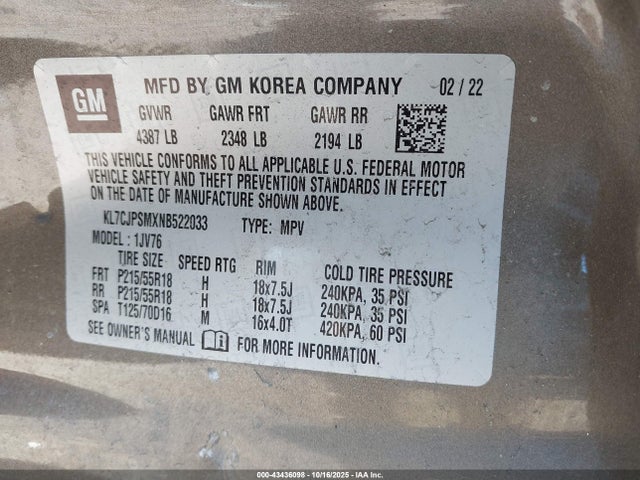 GM
MFD BY GM KOREA COMPANY 02 / 22
GVWR GAWR FRT GAWR RR
4387 LB 2348 LB 2194 LB
THIS VEHICLE CONFORMS TO ALL APPLICABLE U.S. FEDERAL MOTOR
VEHICLE SAFETY AND THEFT PREVENTION STANDARDS IN EFFECT
ON THE DATE OF MANUFACTURE SHOWN ABOVE.
KL7CJPSMXNB522033 TYPE: MPV
MODEL : 1JV76
TIRE SIZE SPEED RTG RIM COLD TIRE PRESSURE
FRT P215/55R18 H 18x7.5J 240KPA, 35 PSI
RR P215/55R18 H 18x7.5J 240KPA, 35 PSI
SPA T125/70D16 M 16x4.0T 420KPA, 60 PSI
SEE OWNER'S MANUAL i FOR MORE INFORMATION.
000-43436098 - 10/16/2025 - IAA Inc.